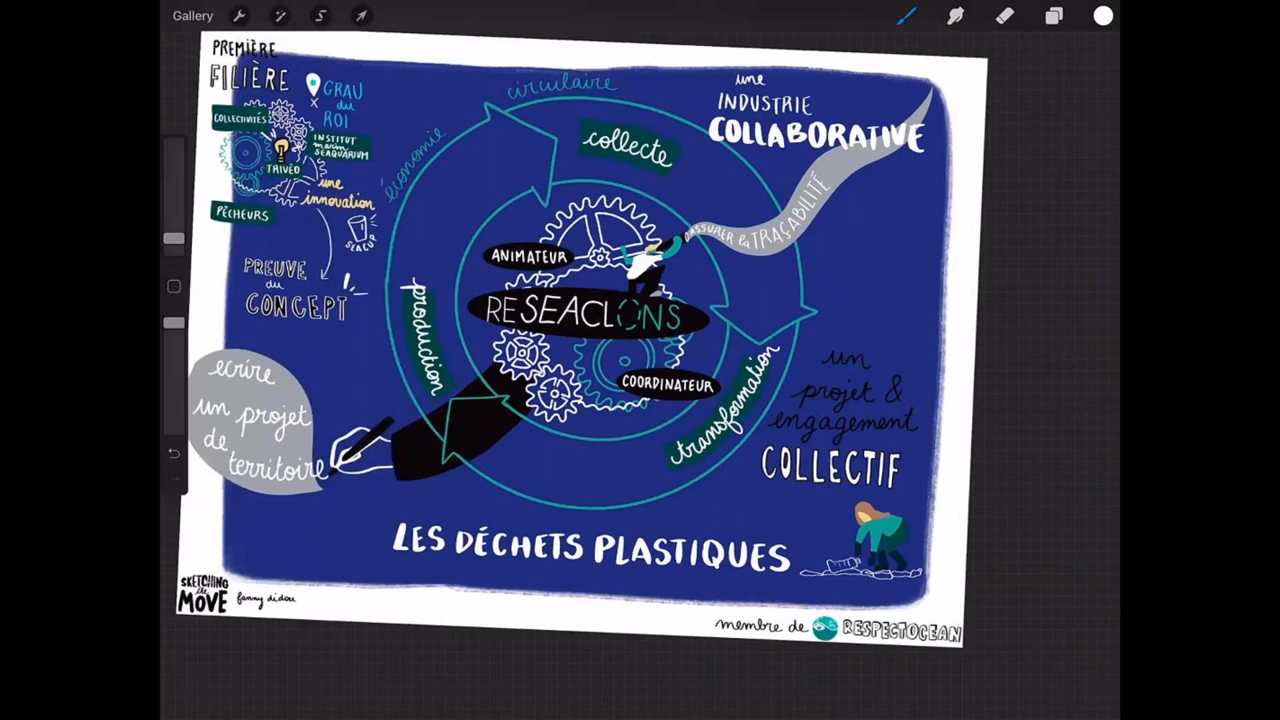 Gallery
PREMIÈRE
FILIÈRE
GRAU
du
ROI
COLLECTIVITÉS
INSTITUT
marin
SEAQUARIUM
TRIVÉO
une
innovation
PÊCHEURS
SEACUP
PREUVE
du
CONCEPT
économie circulaire
collecte
une
INDUSTRIE
COLLABORATIVE
ASSURER la TRAÇABILITÉ
ANIMATEUR
RESEACLONS
COORDINATEUR
production
transformation
ecrire
un projet
de
territoire
un
projet &
engagement
COLLECTIF
LES DÉCHETS PLASTIQUES
SKETCHING
the
MOVE
fanny didou
membre de RESPECTOCEAN